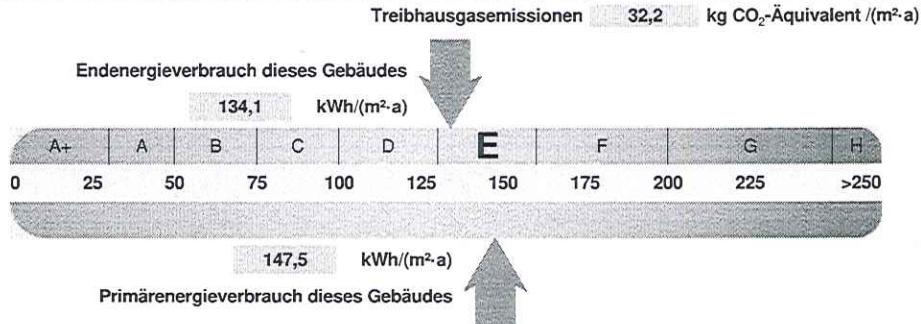 Treibhausgasemissionen 32,2 kg CO₂-Äquivalent /(m²·a)
Endenergieverbrauch dieses Gebäudes
134,1 kWh/(m²·a)
A+ A B C D E F G H
0 25 50 75 100 125 150 175 200 225 >250
147,5 kWh/(m²·a)
Primärenergieverbrauch dieses Gebäudes